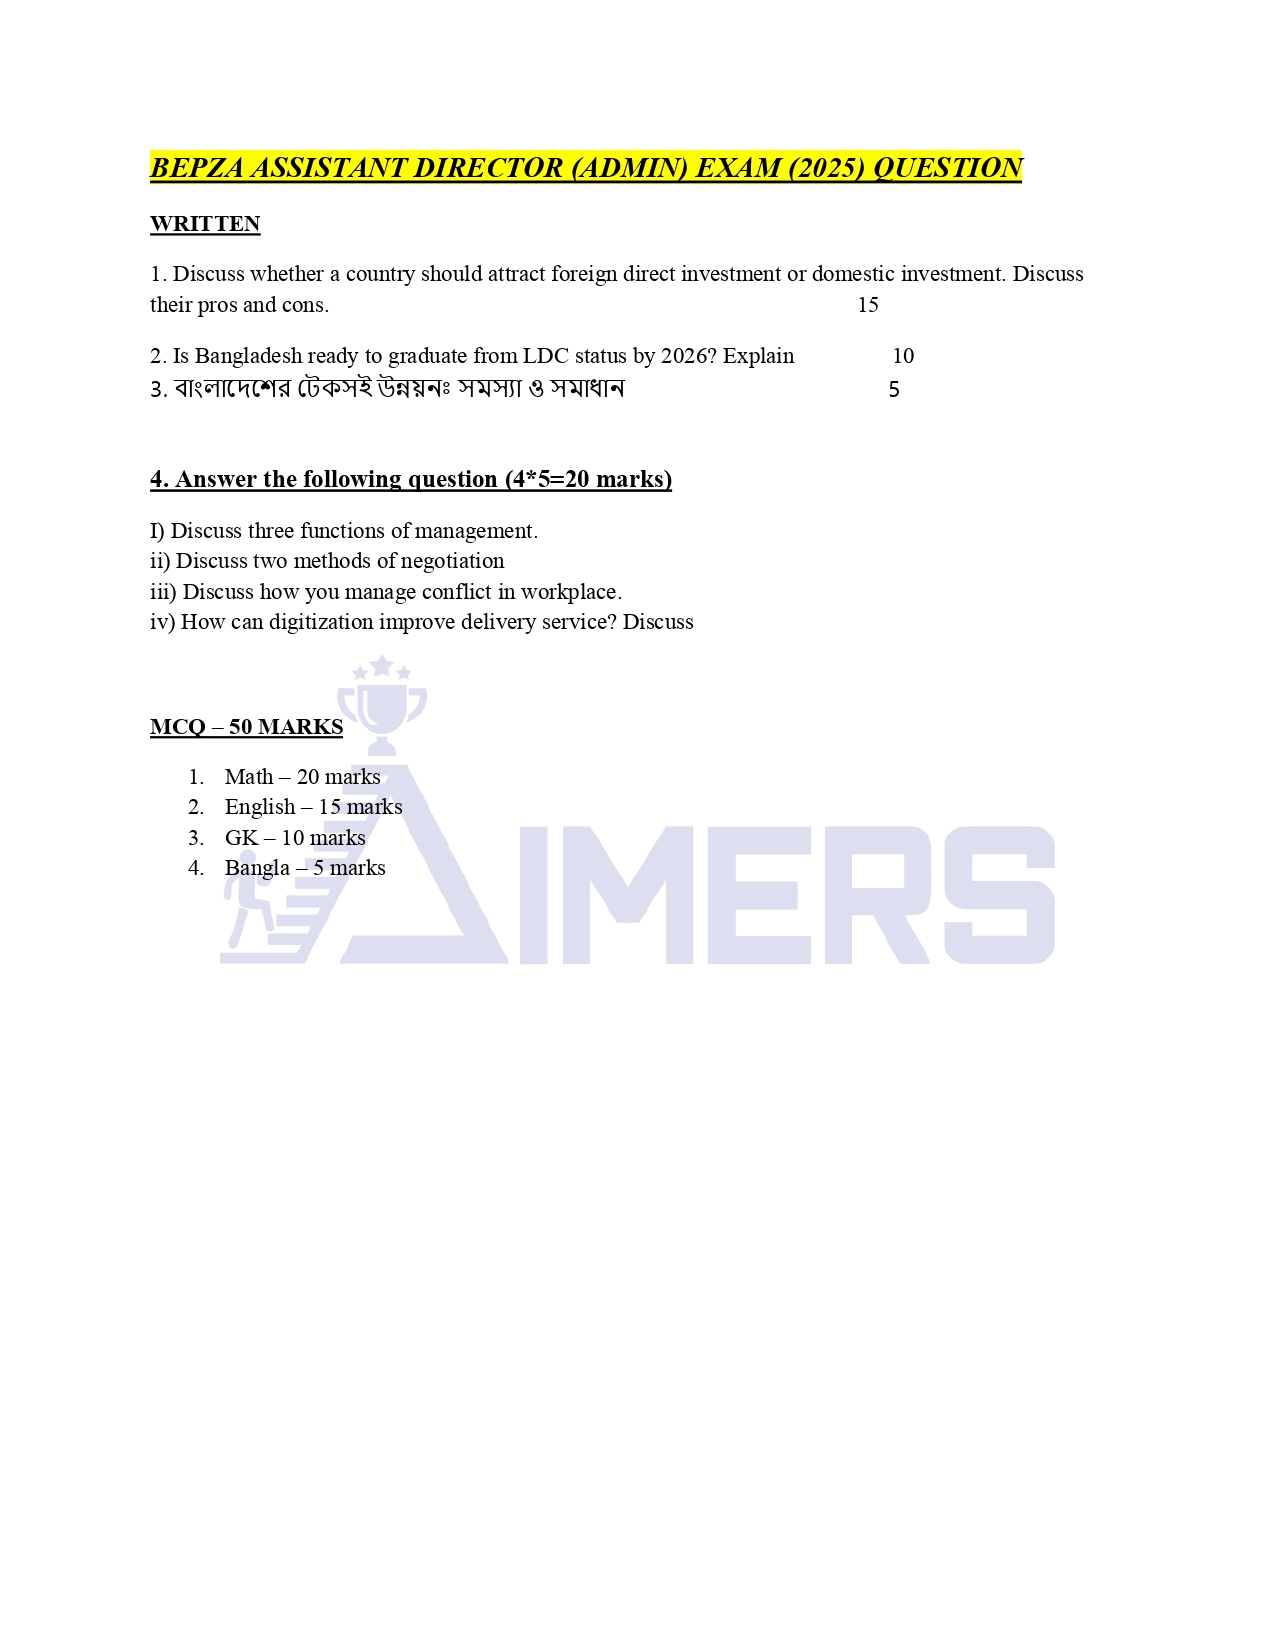 BEPZA ASSISTANT DIRECTOR (ADMIN) EXAM (2025) QUESTION
WRITTEN
1. Discuss whether a country should attract foreign direct investment or domestic investment. Discuss
their pros and cons. 15
2. Is Bangladesh ready to graduate from LDC status by 2026? Explain 10
3. বাংলাদেশের টেকসই উন্নয়নঃ সমস্যা ও সমাধান 5
4. Answer the following question (4*5=20 marks)
I) Discuss three functions of management.
ii) Discuss two methods of negotiation
iii) Discuss how you manage conflict in workplace.
iv) How can digitization improve delivery service? Discuss
MCQ – 50 MARKS
1. Math – 20 marks
2. English – 15 marks
3. GK – 10 marks
4. Bangla – 5 marks
AIMERS